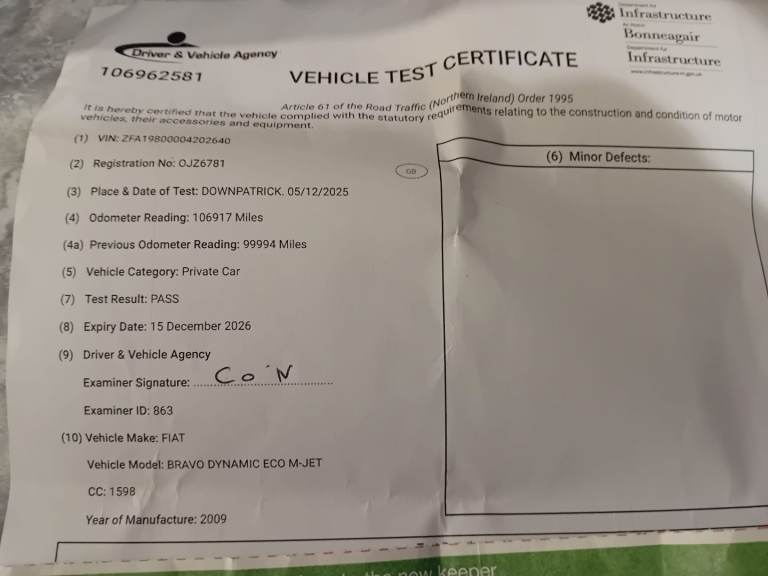 Driver & Vehicle Agency
106962581
VEHICLE TEST CERTIFICATE
Department for
Infrastructure
An Roinn
Bonneagair
Department for
Infrastructure
www.infrastructure-ni.gov.uk
Article 61 of the Road Traffic (Northern Ireland) Order 1995
It is hereby certified that the vehicle complied with the statutory requirements relating to the construction and condition of motor
vehicles, their accessories and equipment.
(1) VIN: ZFA19800004202640
(2) Registration No: OJZ6781
GB
(3) Place & Date of Test: DOWNPATRICK. 05/12/2025
(4) Odometer Reading: 106917 Miles
(4a) Previous Odometer Reading: 99994 Miles
(5) Vehicle Category: Private Car
(6) Minor Defects:
(7) Test Result: PASS
(8) Expiry Date: 15 December 2026
(9) Driver & Vehicle Agency
Examiner Signature: Co'N
Examiner ID: 863
(10) Vehicle Make: FIAT
Vehicle Model: BRAVO DYNAMIC ECO M-JET
CC: 1598
Year of Manufacture: 2009
the new keeper